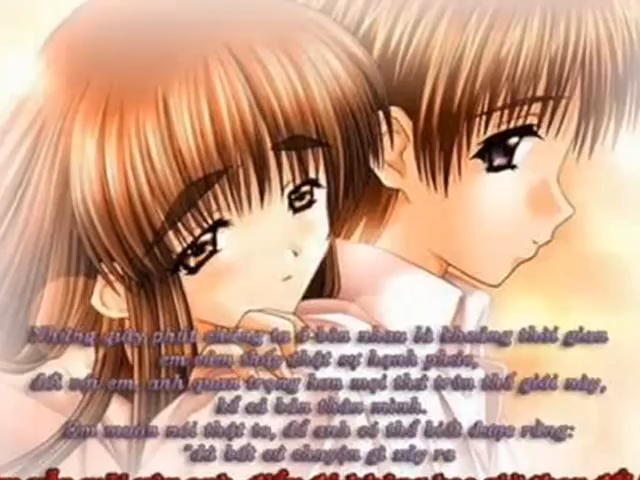 Những giây phút chúng ta ở bên nhau là khoảng thời gian
em cảm thấy thật sự hạnh phúc,
đối với em, anh quan trọng hơn mọi thứ trên thế giới này,
kể cả bản thân mình.
Em muốn nói thật to, để anh có thể biết được rằng:
"dù bất cứ chuyện gì xảy ra